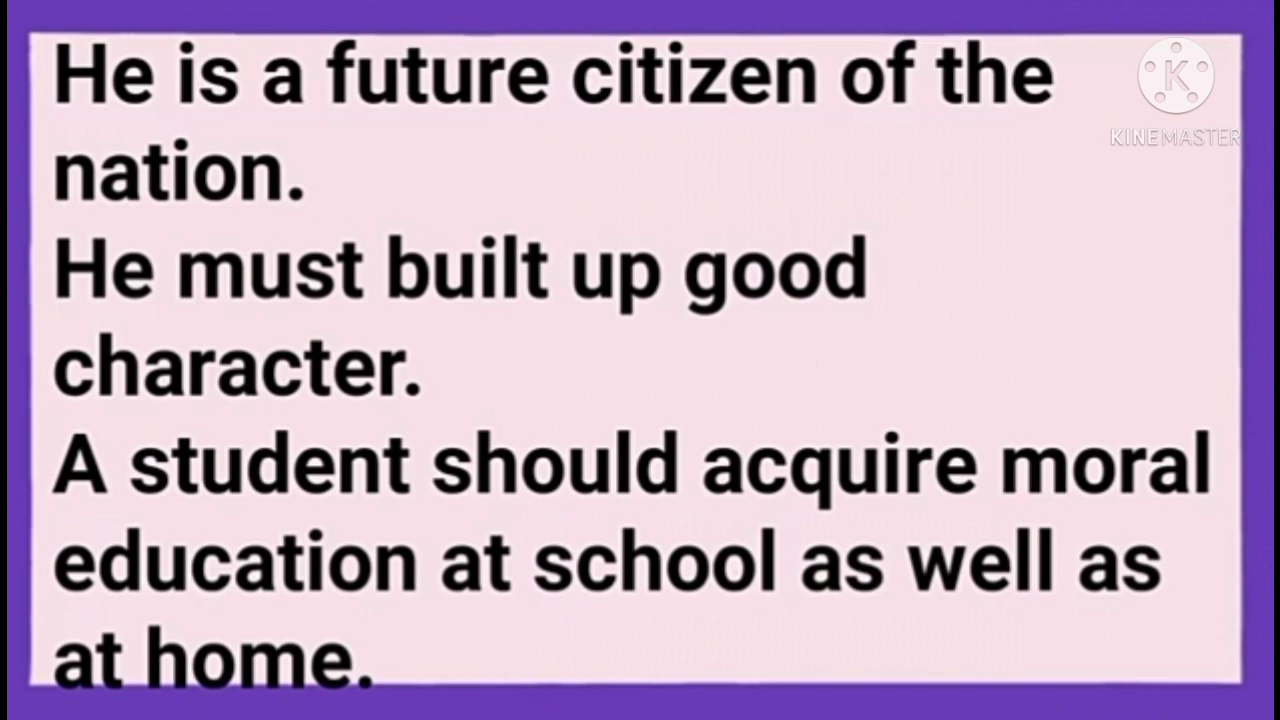 He is a future citizen of the
nation.
He must built up good
character.
A student should acquire moral
education at school as well as
at home.
K
KINEMASTER